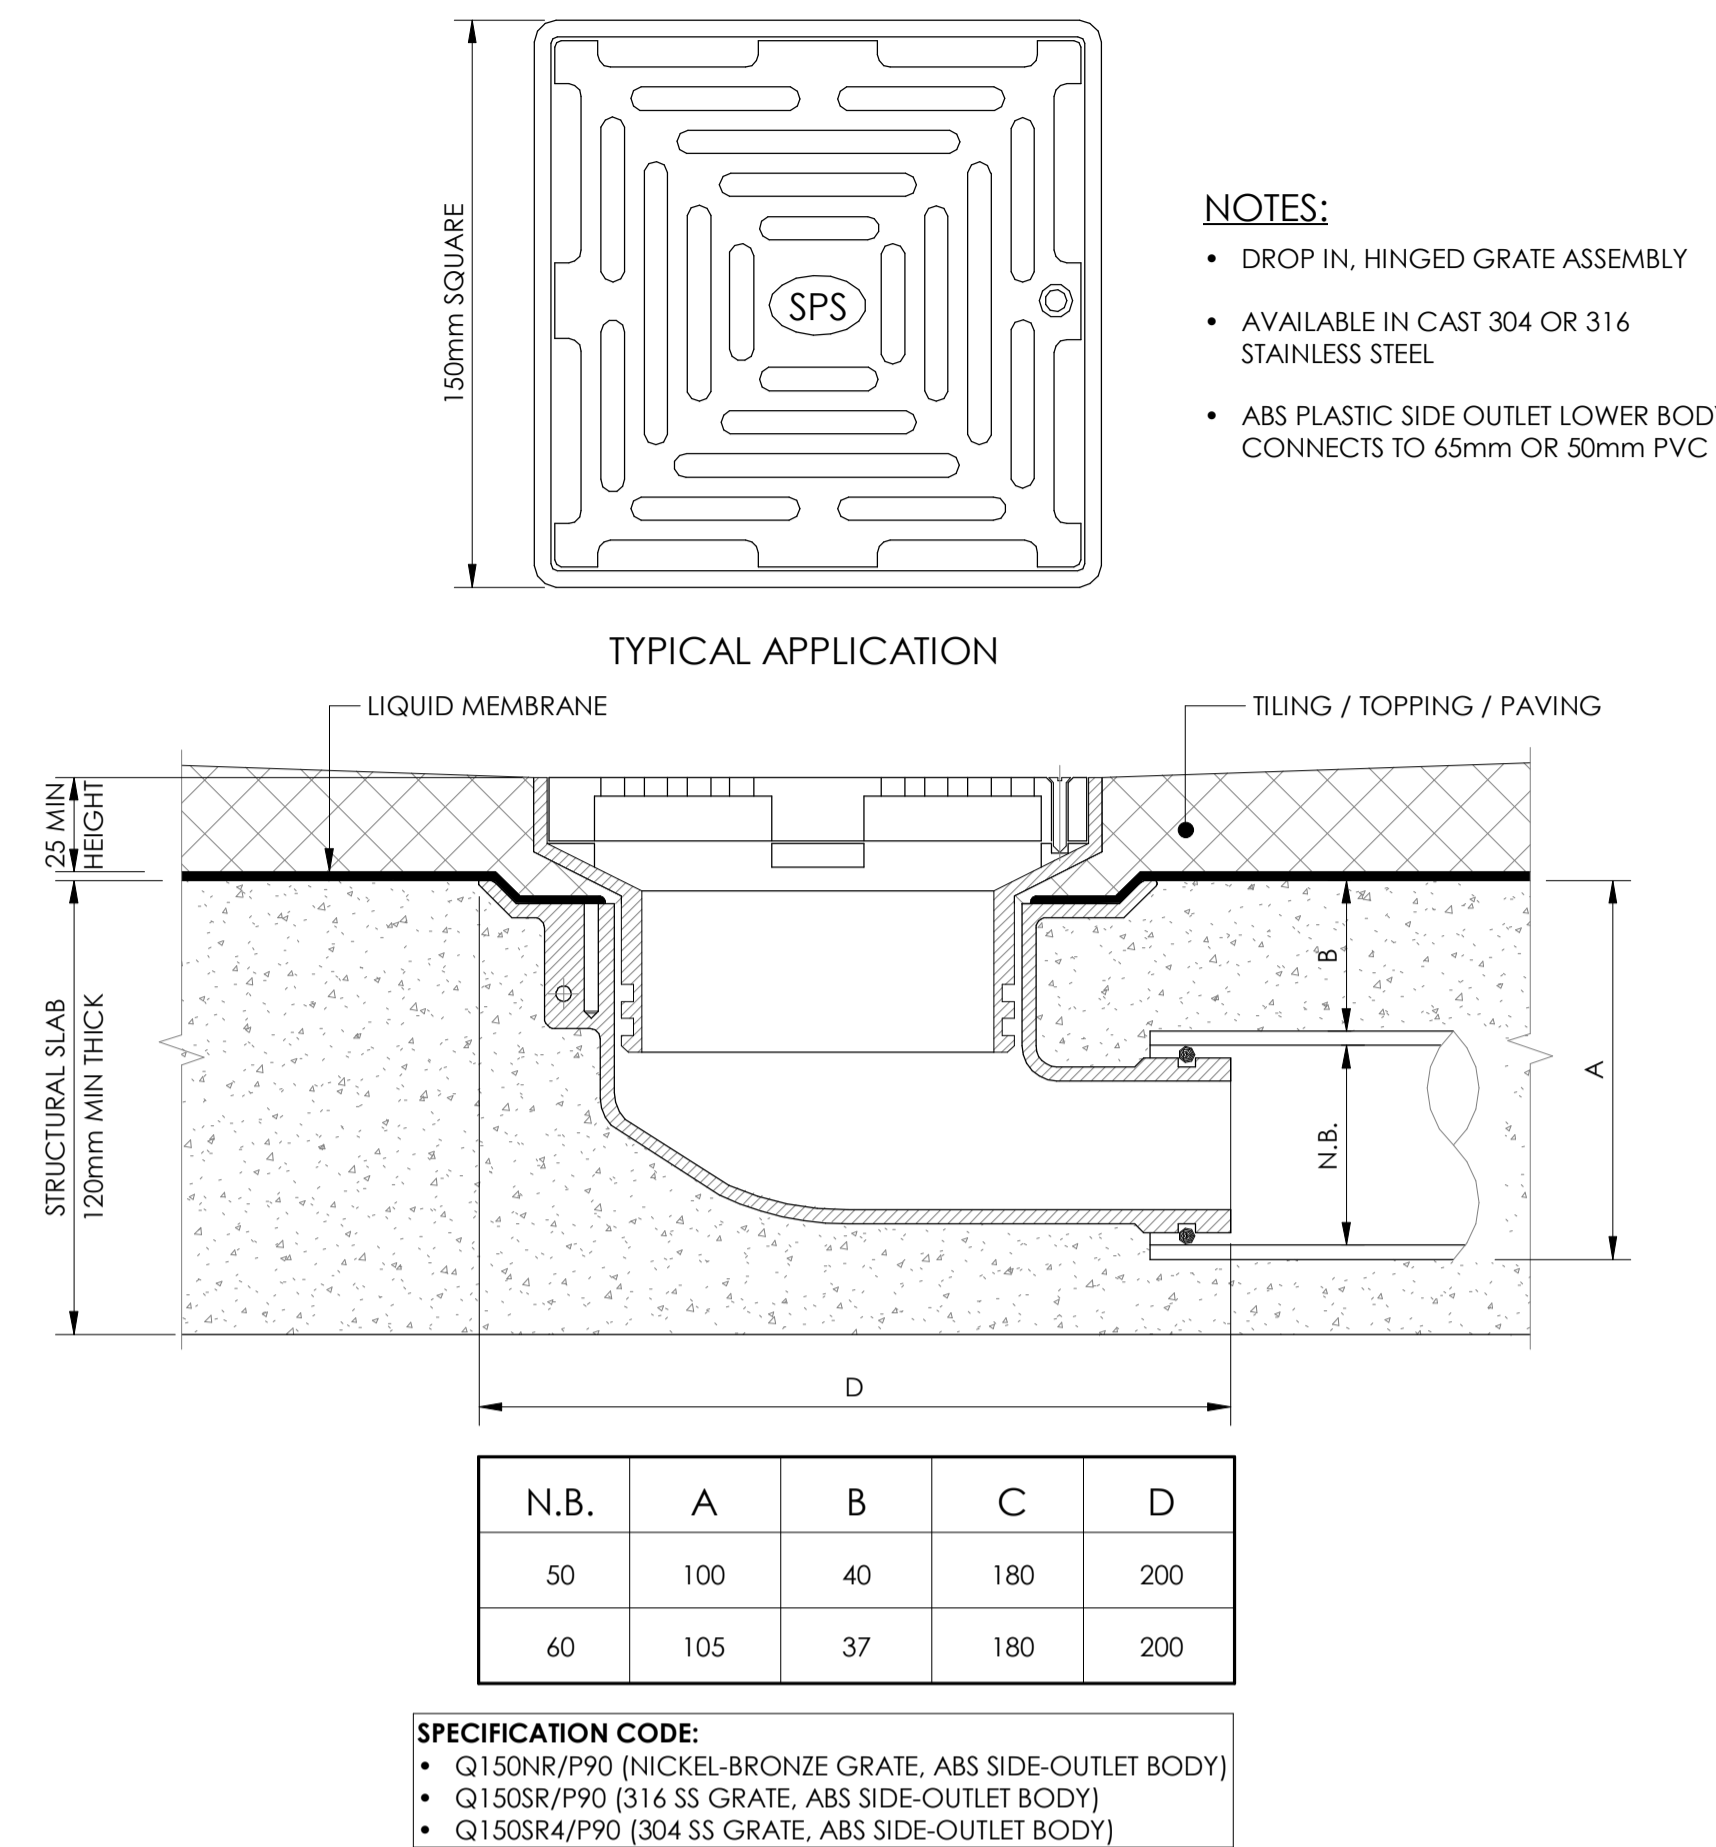 150mm SQUARE
SPS
NOTES:
• DROP IN, HINGED GRATE ASSEMBLY
• AVAILABLE IN CAST 304 OR 316
STAINLESS STEEL
• ABS PLASTIC SIDE OUTLET LOWER BODY
CONNECTS TO 65mm OR 50mm PVC
TYPICAL APPLICATION
LIQUID MEMBRANE
TILING / TOPPING / PAVING
25 MIN
HEIGHT
STRUCTURAL SLAB
120mm MIN THICK
B
N.B.
A
D
N.B. A B C D
50 100 40 180 200
60 105 37 180 200
SPECIFICATION CODE:
• Q150NR/P90 (NICKEL-BRONZE GRATE, ABS SIDE-OUTLET BODY)
• Q150SR/P90 (316 SS GRATE, ABS SIDE-OUTLET BODY)
• Q150SR4/P90 (304 SS GRATE, ABS SIDE-OUTLET BODY)